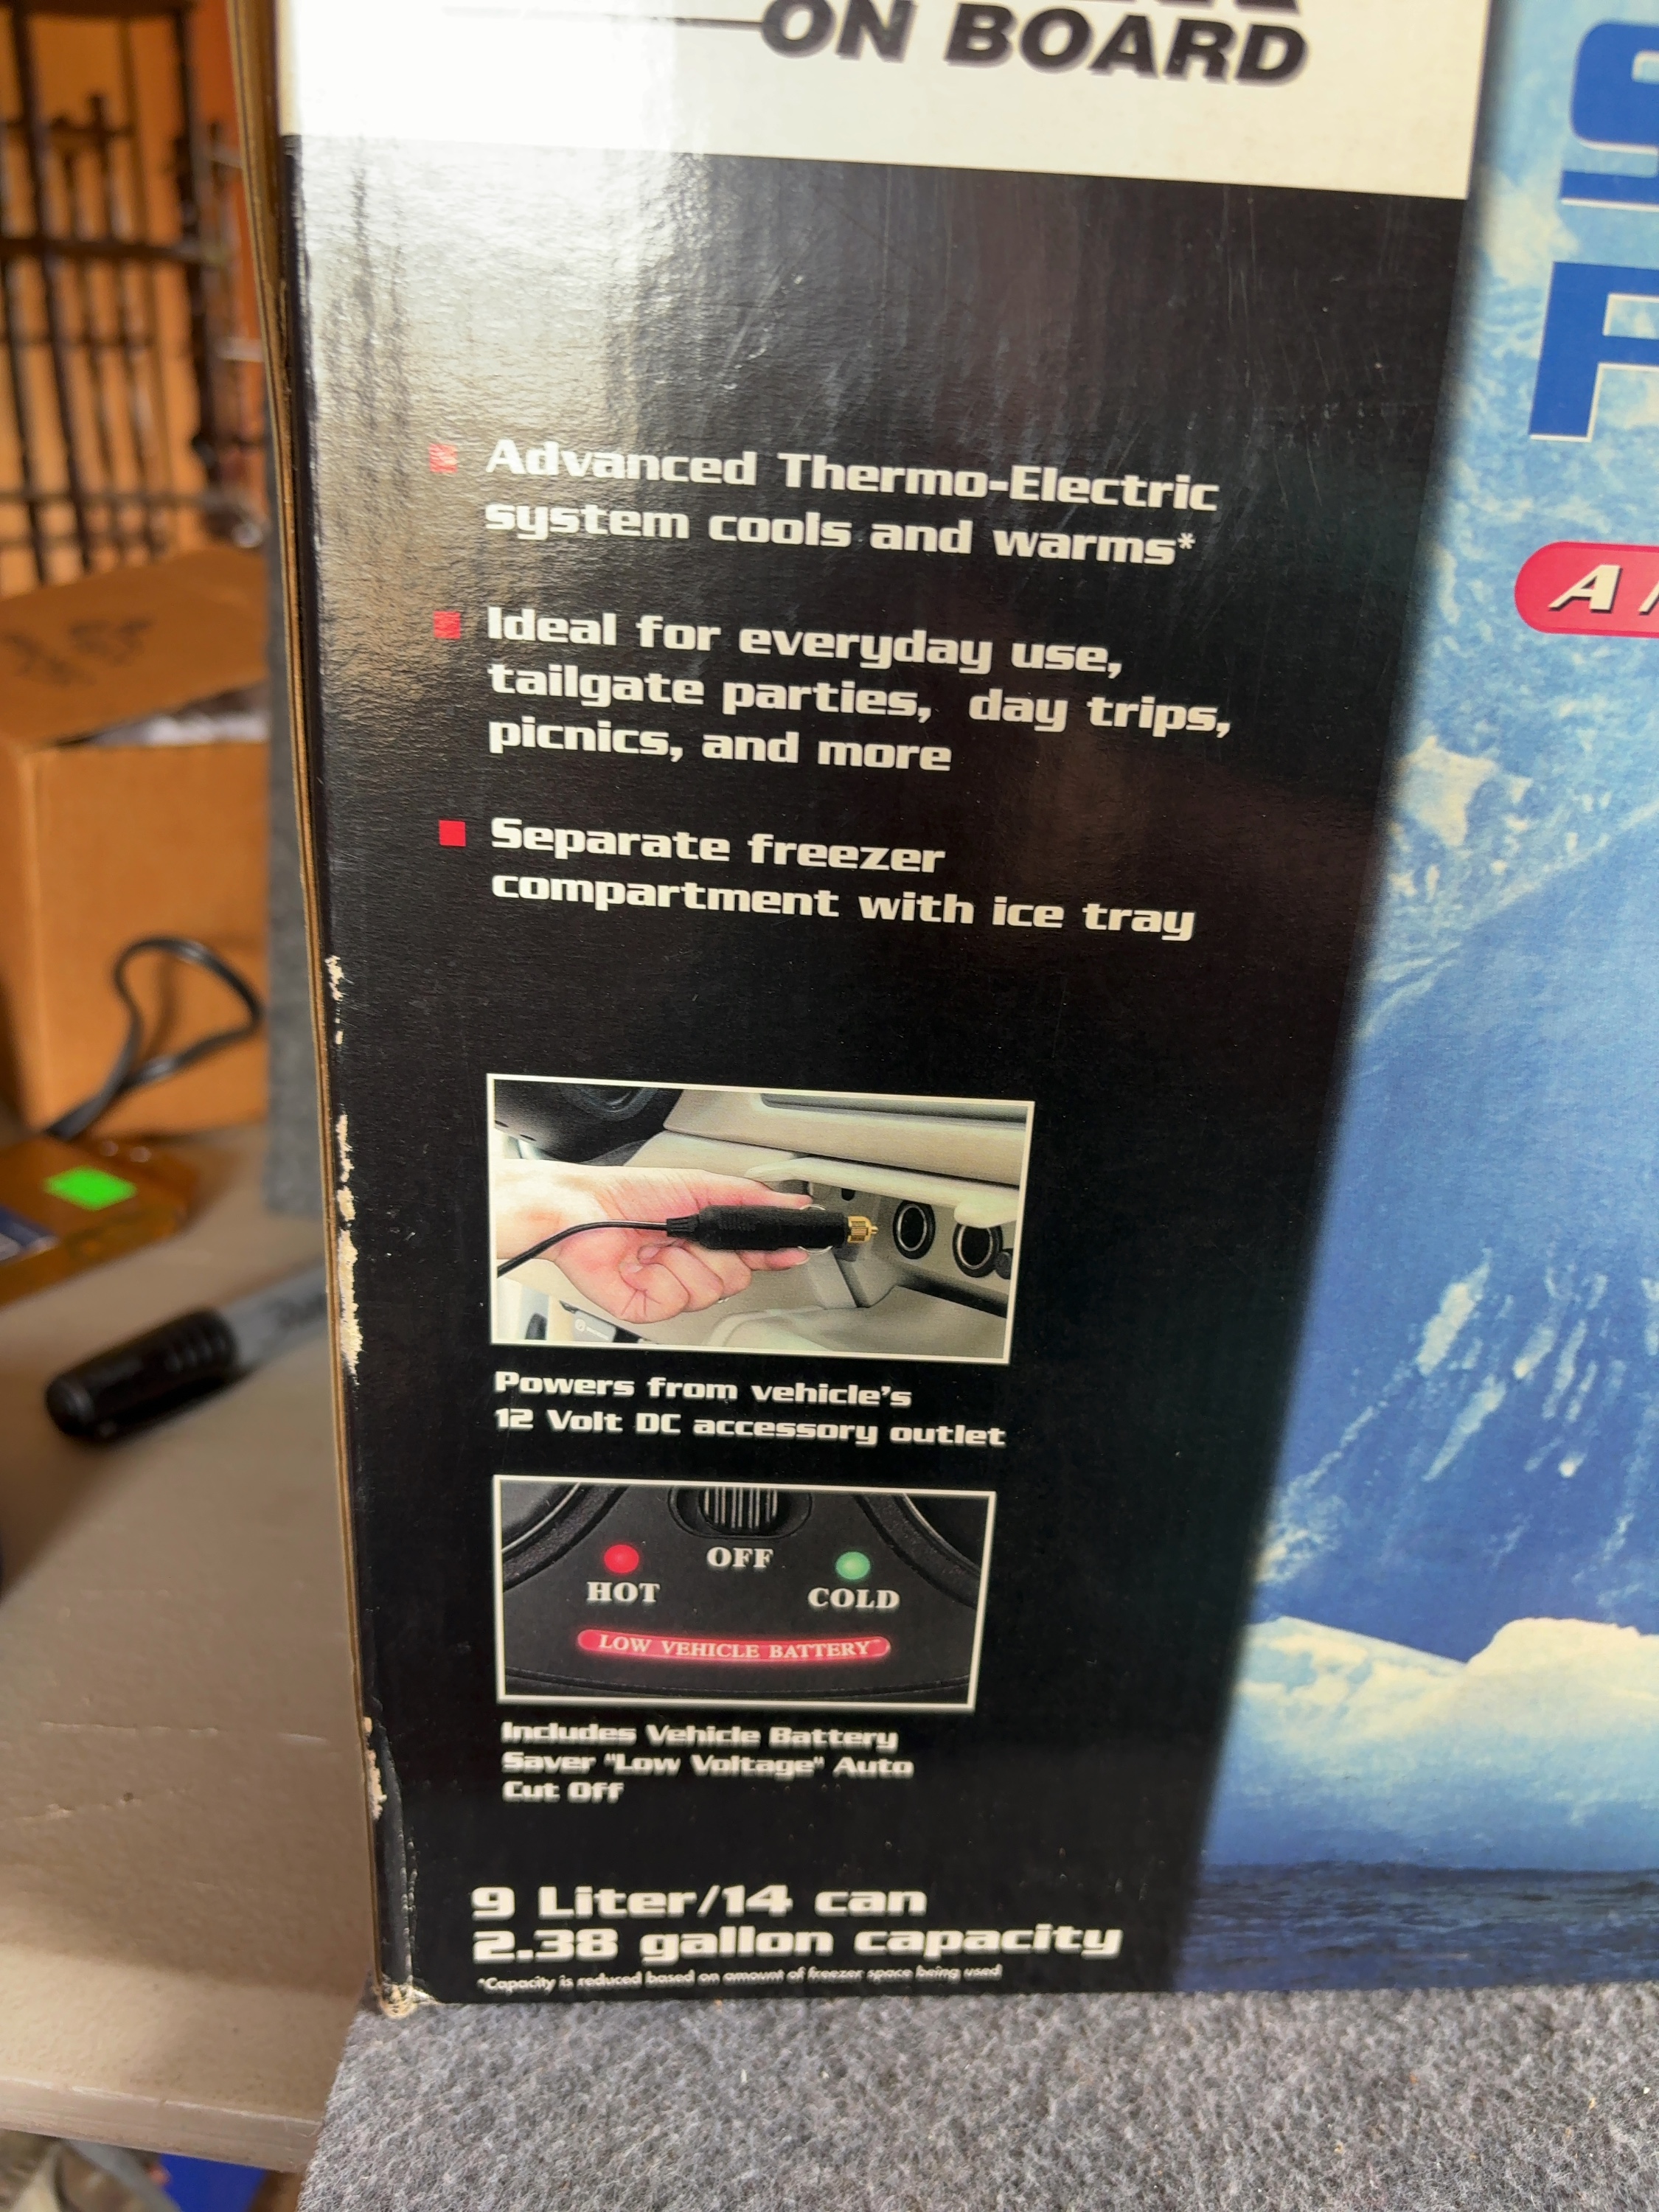 ON BOARD
Advanced Thermo-Electric
system cools and warms*
Ideal for everyday use,
tailgate parties, day trips,
picnics, and more
Separate freezer
compartment with ice tray
Powers from vehicle's
12 Volt DC accessory outlet
OFF
HOT
COLD
LOW VEHICLE BATTERY
Includes Vehicle Battery
Saver "Low Voltage" Auto
Cut Off
9 Liter/14 can
2.38 gallon capacity
*Capacity is reduced based on amount of freezer space being used